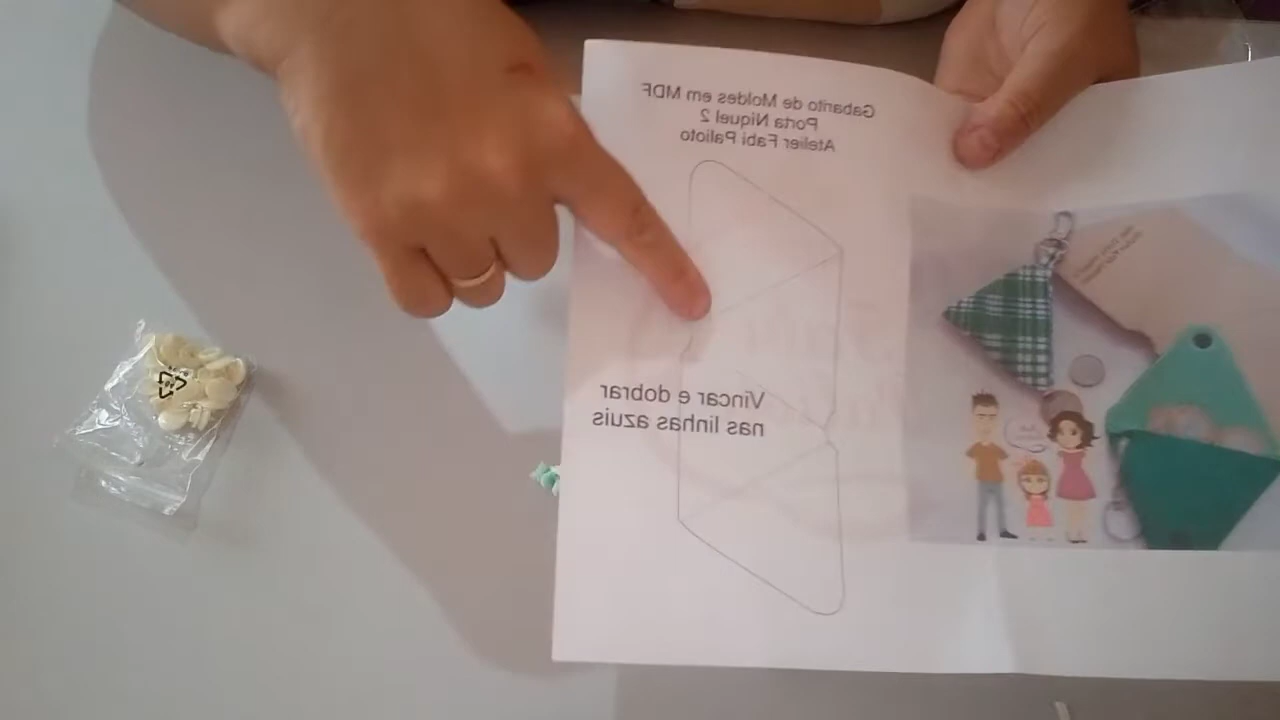 Gabarito de Moldes em MDF
Porta Niquel 2
Atelier Fabi Palioto
Vincar e dobrar
nas linhas azuis